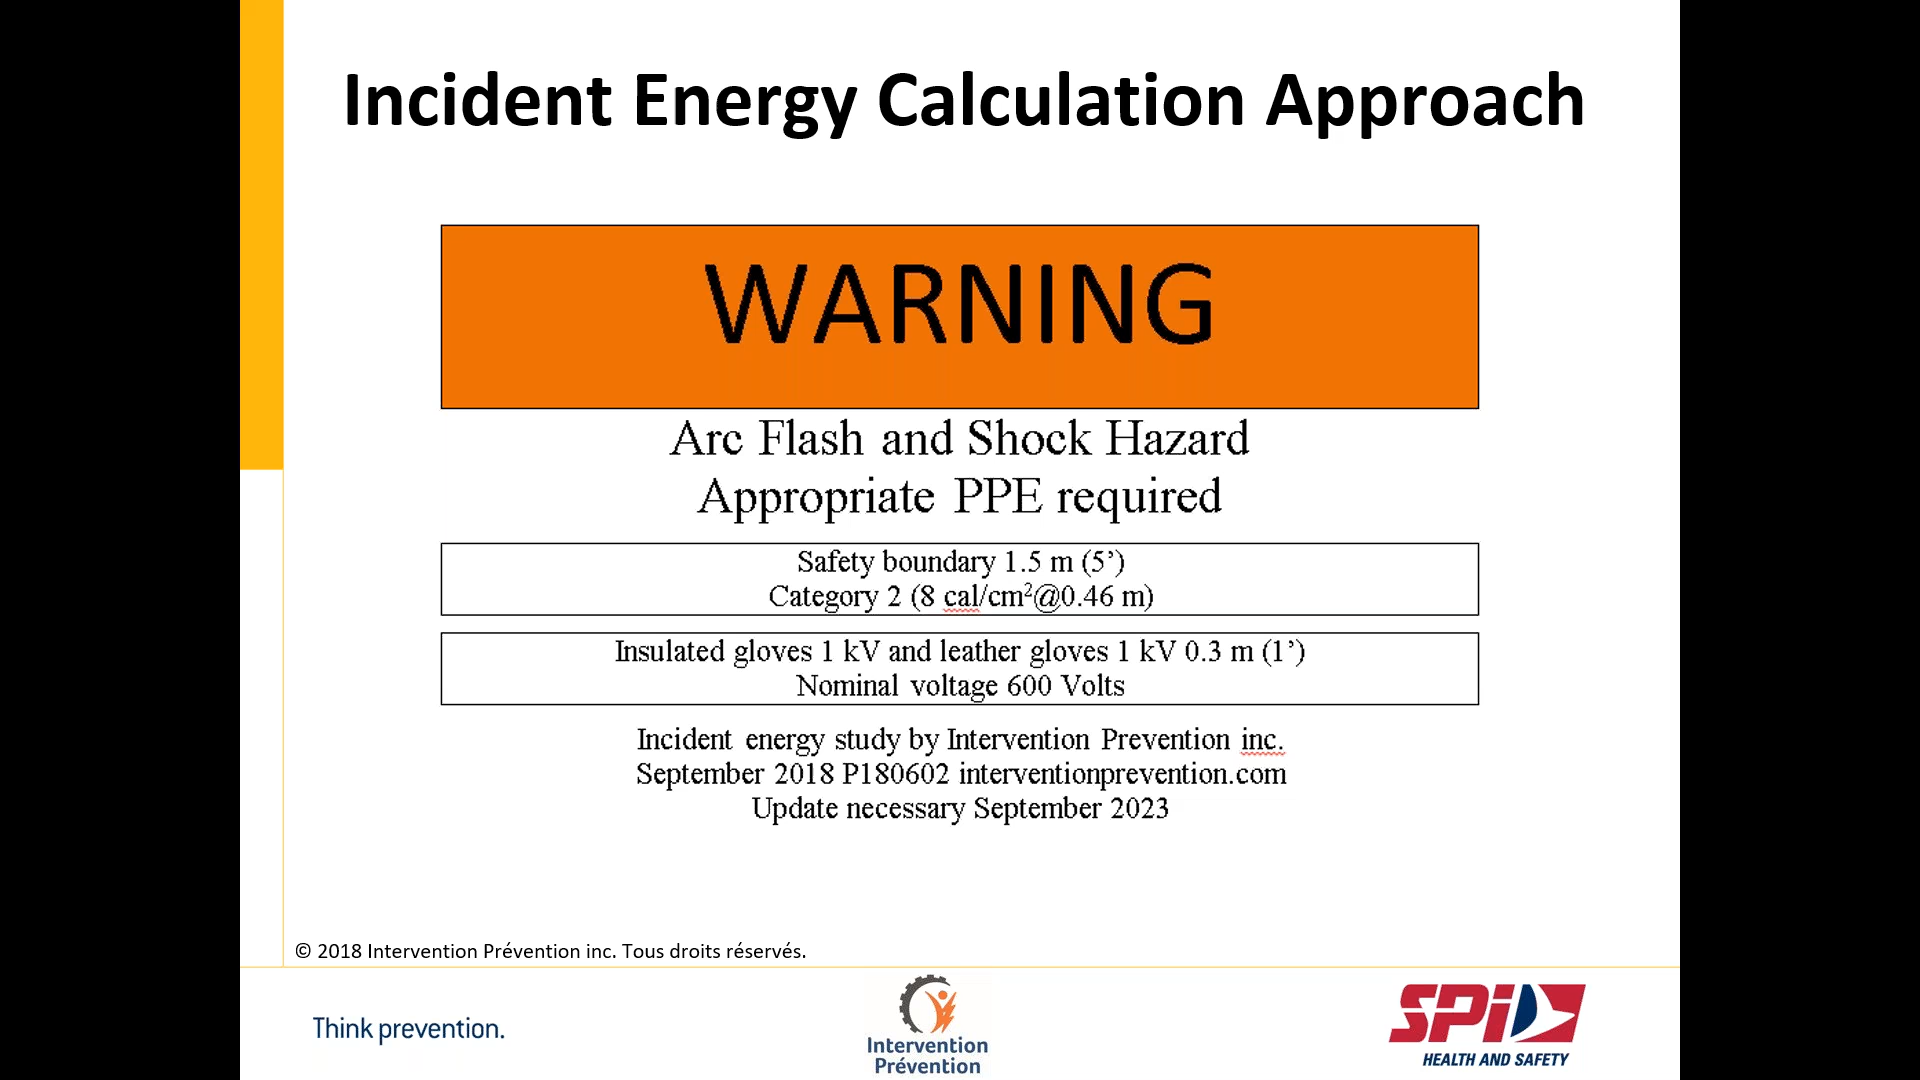 Incident Energy Calculation Approach
WARNING
Arc Flash and Shock Hazard
Appropriate PPE required
Safety boundary 1.5 m (5’)
Category 2 (8 cal/cm²@0.46 m)
Insulated gloves 1 kV and leather gloves 1 kV 0.3 m (1’)
Nominal voltage 600 Volts
Incident energy study by Intervention Prevention inc.
September 2018 P180602 interventionprevention.com
Update necessary September 2023
© 2018 Intervention Prévention inc. Tous droits réservés.
Think prevention.
Intervention
Prévention
SPi
HEALTH AND SAFETY